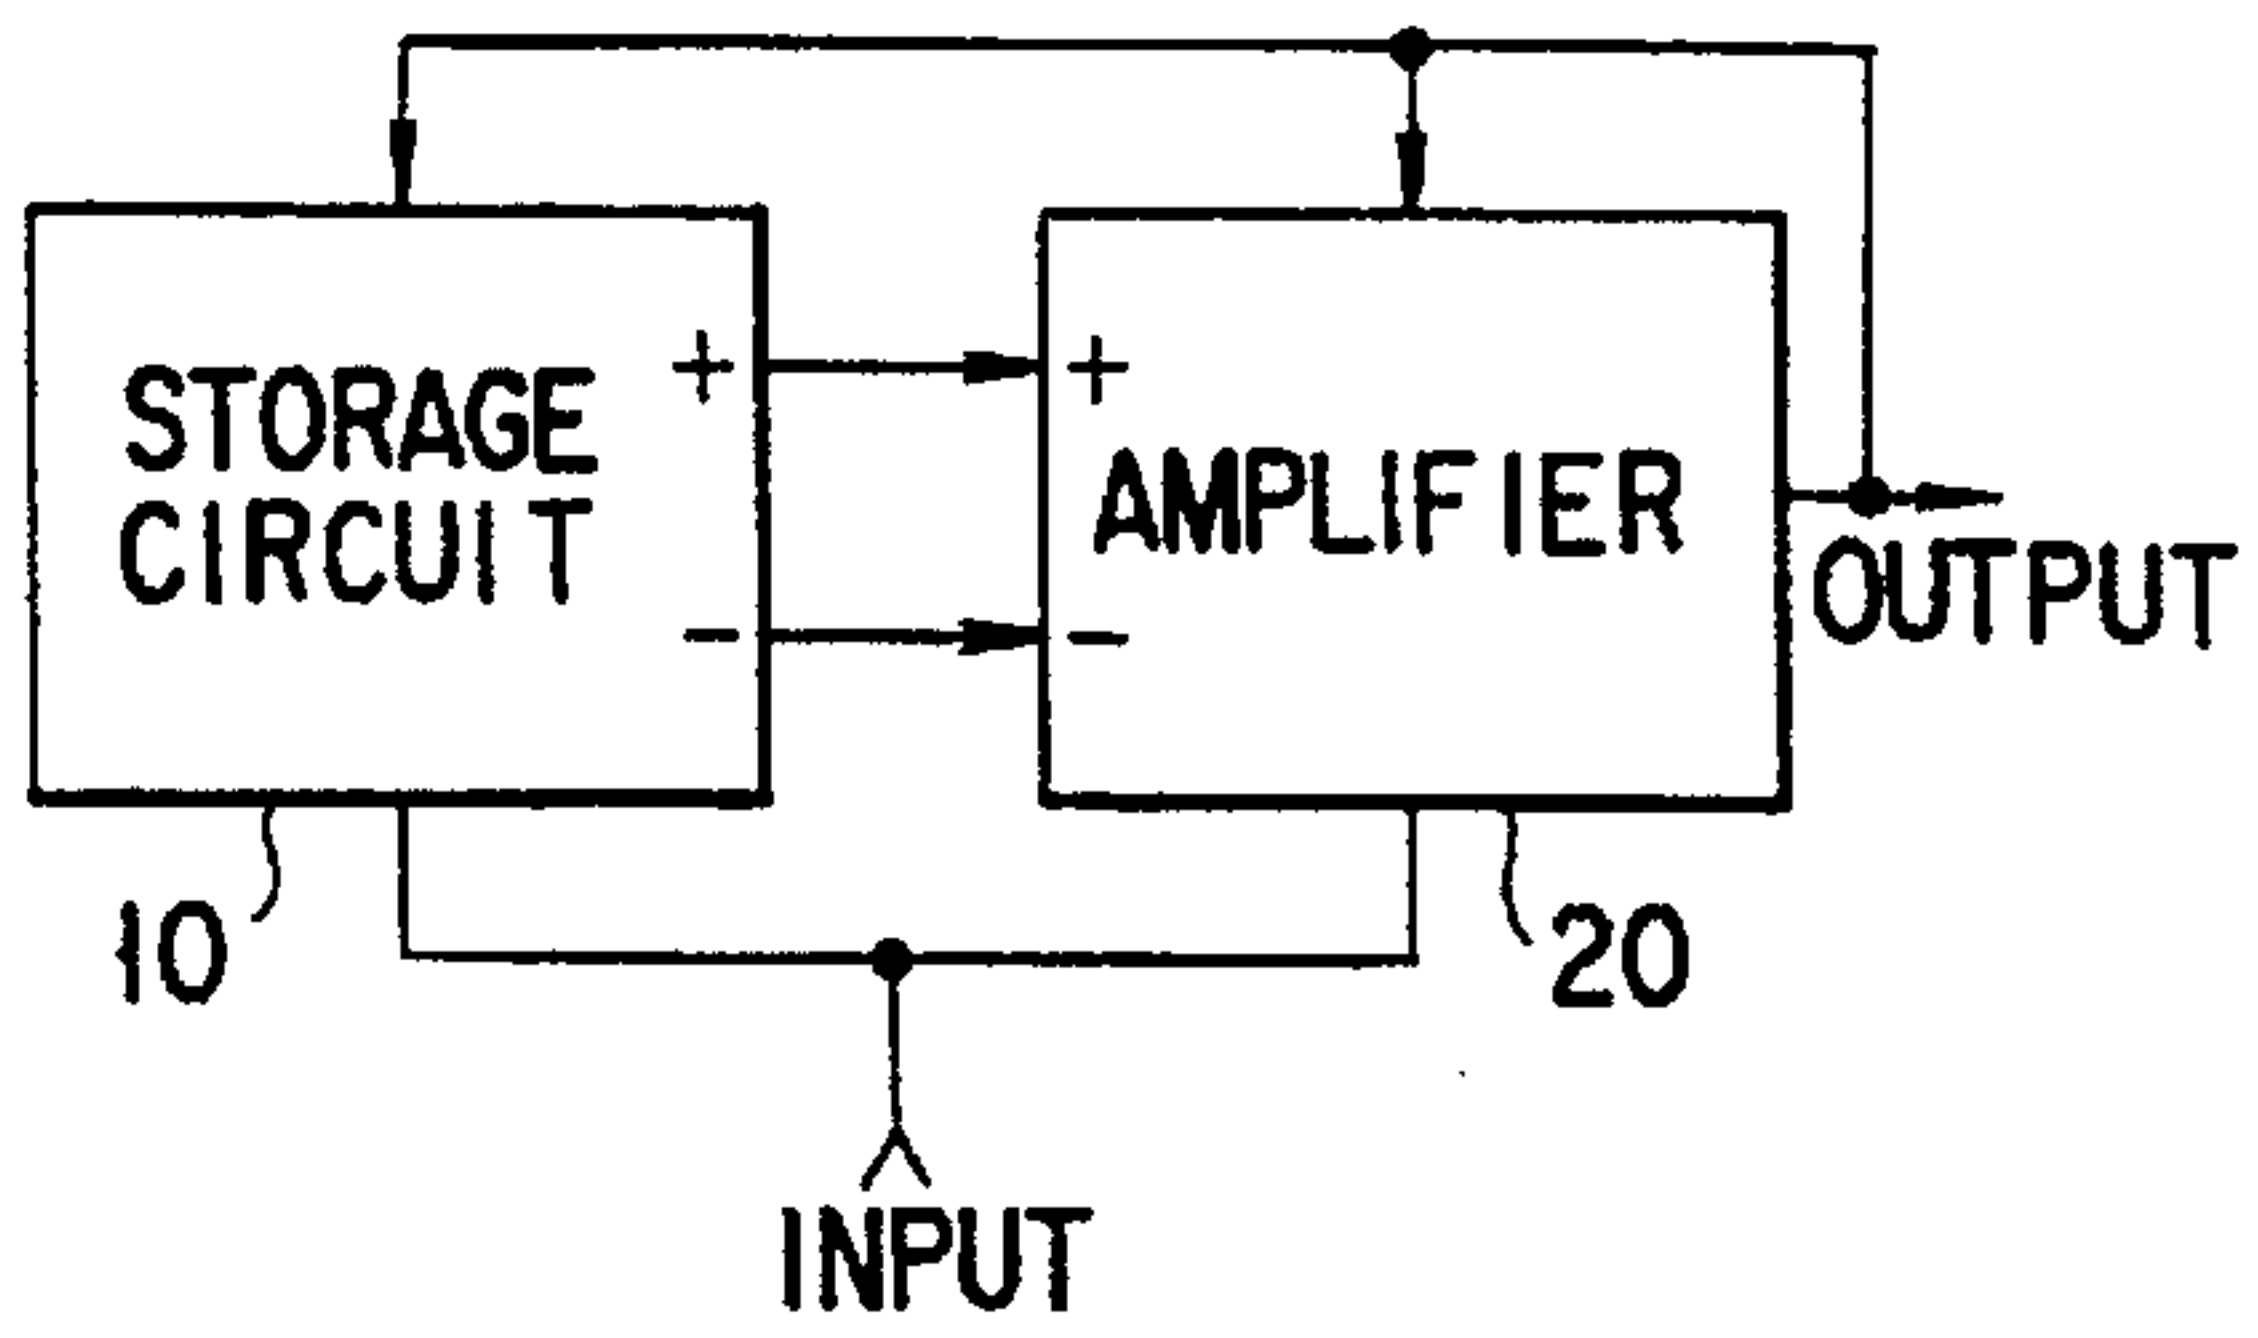 STORAGE
CIRCUIT
+
-
+
-
AMPLIFIER
OUTPUT
10
20
INPUT